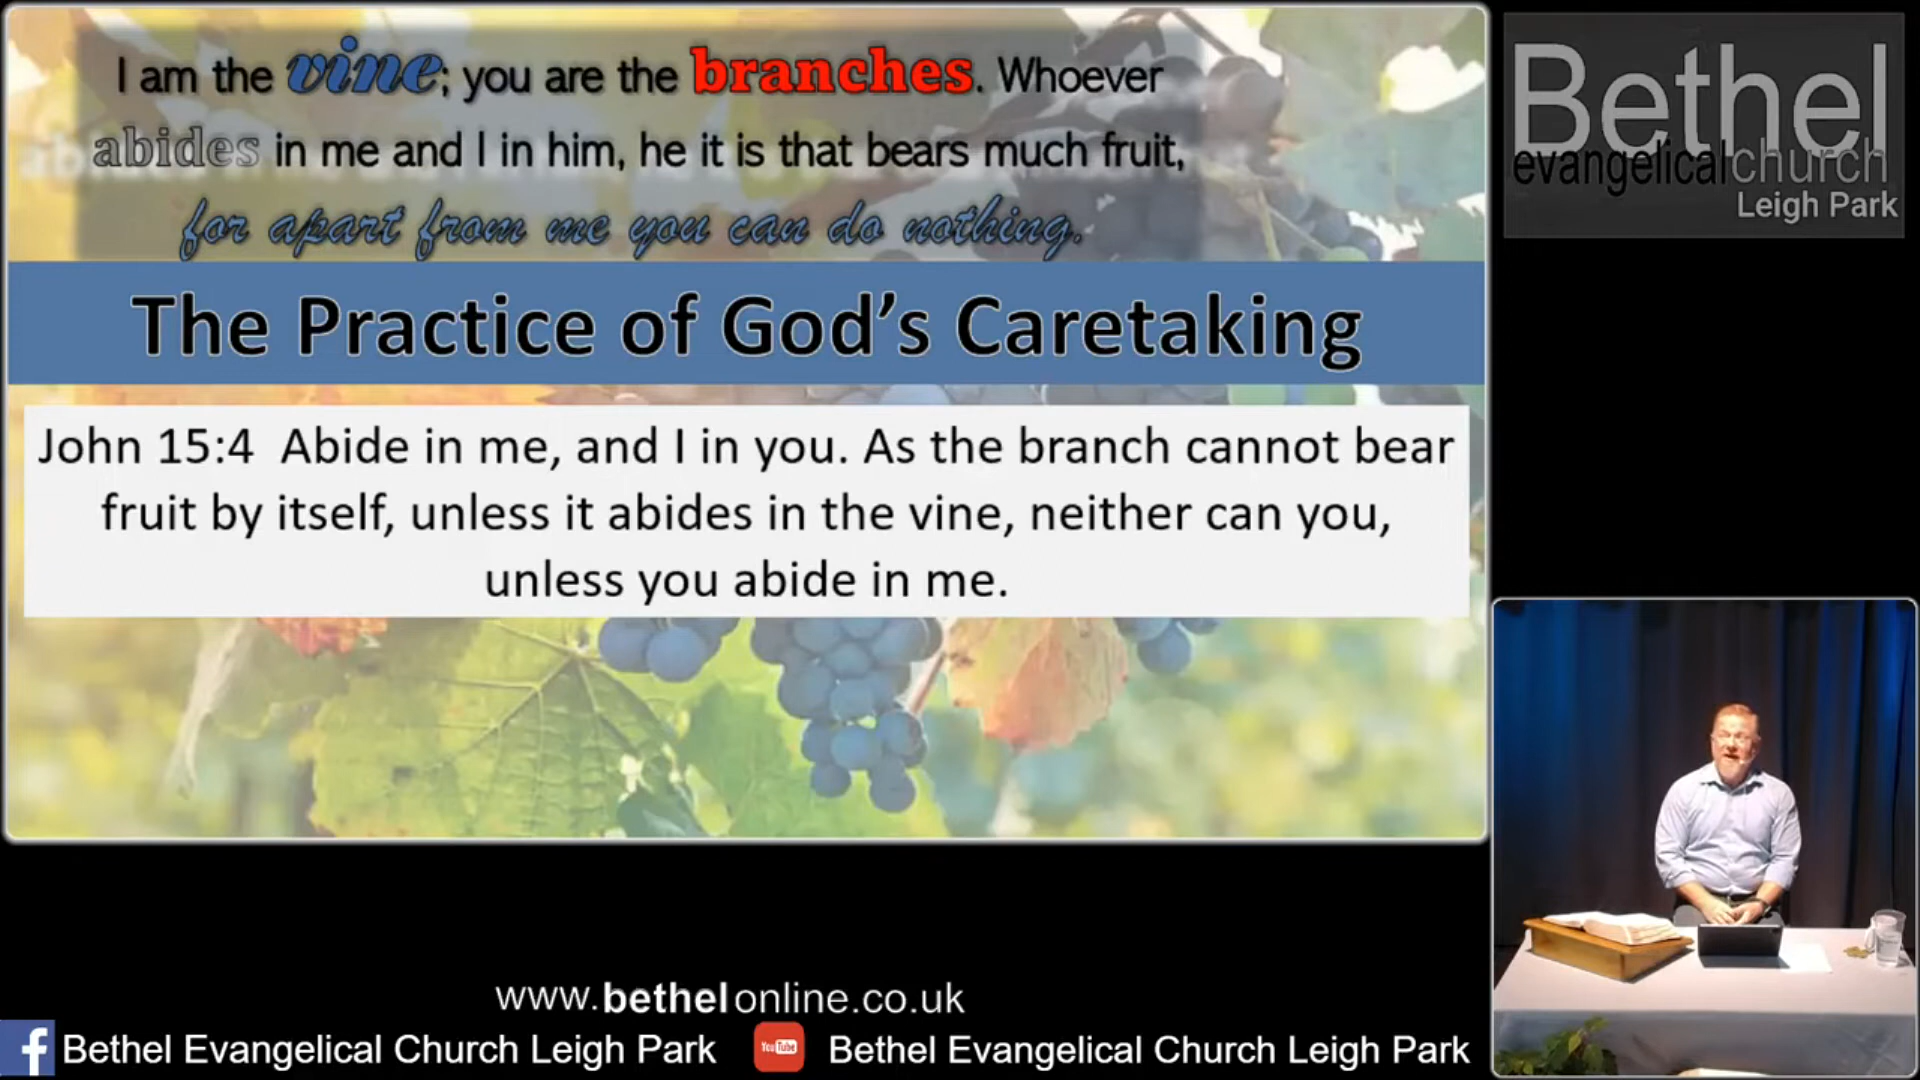 I am the vine; you are the branches. Whoever
abides in me and I in him, he it is that bears much fruit,
for apart from me you can do nothing.
The Practice of God’s Caretaking
John 15:4 Abide in me, and I in you. As the branch cannot bear
fruit by itself, unless it abides in the vine, neither can you,
unless you abide in me.
Bethel
evangelicalchurch
Leigh Park
www.bethelonline.co.uk
f Bethel Evangelical Church Leigh Park
YouTube Bethel Evangelical Church Leigh Park